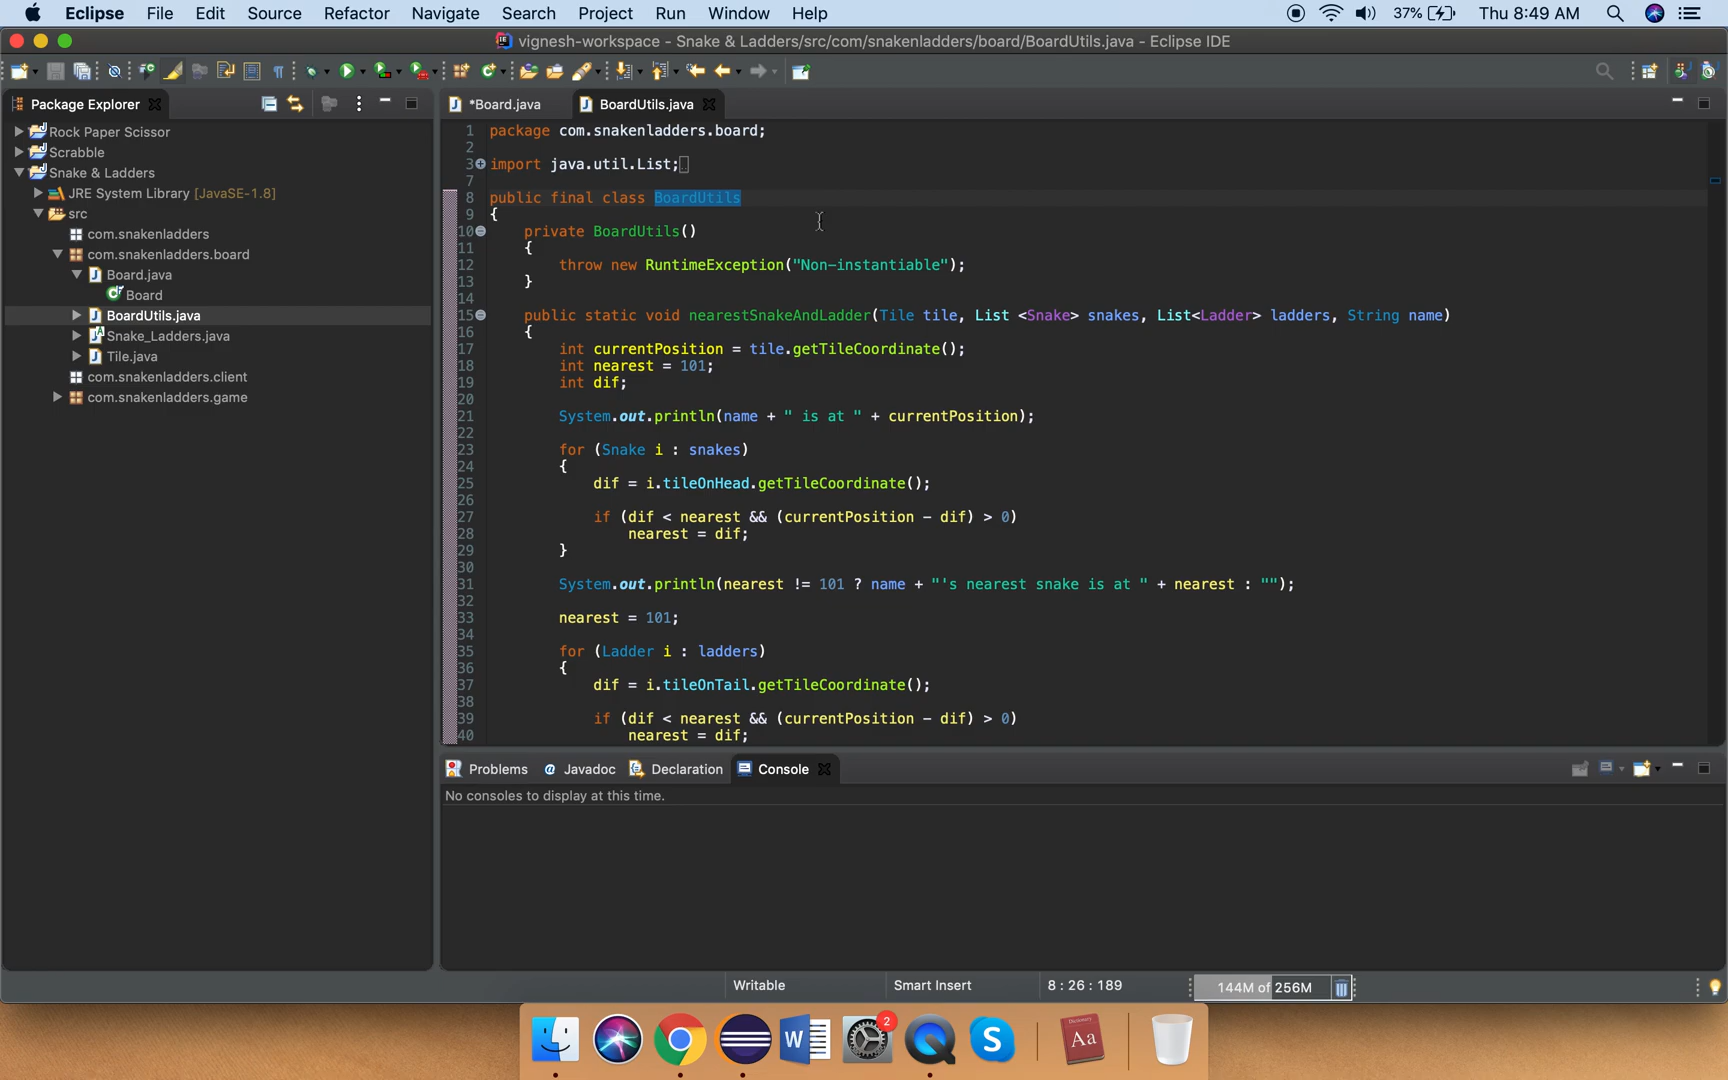 Eclipse File Edit Source Refactor Navigate Search Project Run Window Help 37% Thu 8:49 AM
vignesh-workspace - Snake & Ladders/src/com/snakenladders/board/BoardUtils.java - Eclipse IDE
Package Explorer
Rock Paper Scissor
Scrabble
Snake & Ladders
JRE System Library [JavaSE-1.8]
src
com.snakenladders
com.snakenladders.board
Board.java
Board
BoardUtils.java
Snake_Ladders.java
Tile.java
com.snakenladders.client
com.snakenladders.game
*Board.java BoardUtils.java
1 package com.snakenladders.board;
2
3 import java.util.List;
7
8 public final class BoardUtils
9 {
10 private BoardUtils()
11 {
12 throw new RuntimeException("Non-instantiable");
13 }
14
15 public static void nearestSnakeAndLadder(Tile tile, List <Snake> snakes, List<Ladder> ladders, String name)
16 {
17 int currentPosition = tile.getTileCoordinate();
18 int nearest = 101;
19 int dif;
20
21 System.out.println(name + " is at " + currentPosition);
22
23 for (Snake i : snakes)
24 {
25 dif = i.tileOnHead.getTileCoordinate();
26
27 if (dif < nearest && (currentPosition - dif) > 0)
28 nearest = dif;
29 }
30
31 System.out.println(nearest != 101 ? name + "'s nearest snake is at " + nearest : "");
32
33 nearest = 101;
34
35 for (Ladder i : ladders)
36 {
37 dif = i.tileOnTail.getTileCoordinate();
38
39 if (dif < nearest && (currentPosition - dif) > 0)
40 nearest = dif;
Problems Javadoc Declaration Console
No consoles to display at this time.
Writable Smart Insert 8 : 26 : 189 144M of 256M
2
Dictionary
Aa